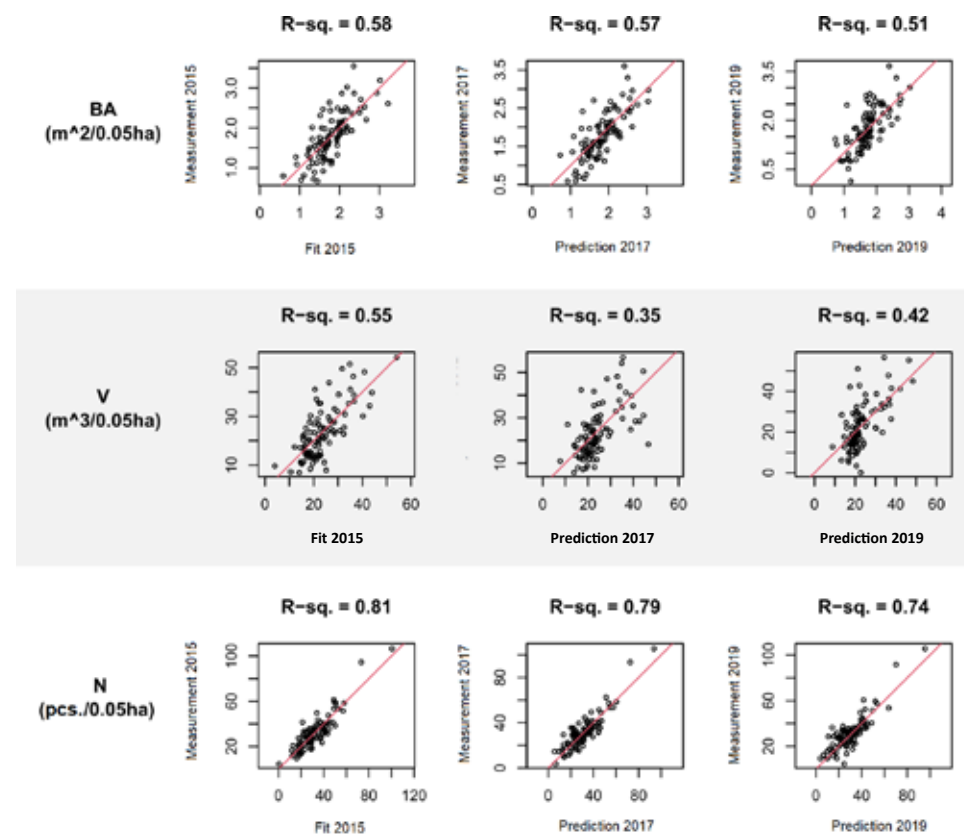 R−sq. = 0.58
R−sq. = 0.57
R−sq. = 0.51
BA
(m^2/0.05ha)
Measurement 2015
1.0 2.0 3.0
0 1 2 3
Fit 2015
Measurement 2017
0.5 1.5 2.5 3.5
0 1 2 3
Prediction 2017
Measurement 2019
0.5 2.0 3.5
0 1 2 3 4
Prediction 2019
R−sq. = 0.55
R−sq. = 0.35
R−sq. = 0.42
V
(m^3/0.05ha)
10 30 50
0 20 40 60
Fit 2015
10 30 50
0 20 40 60
Prediction 2017
0 20 40
0 20 40 60
Prediction 2019
R−sq. = 0.81
R−sq. = 0.79
R−sq. = 0.74
N
(pcs./0.05ha)
Measurement 2015
20 60 100
0 40 80 120
Fit 2015
Measurement 2017
0 40 80
0 40 80
Prediction 2017
Measurement 2019
20 60 100
0 40 80
Prediction 2019